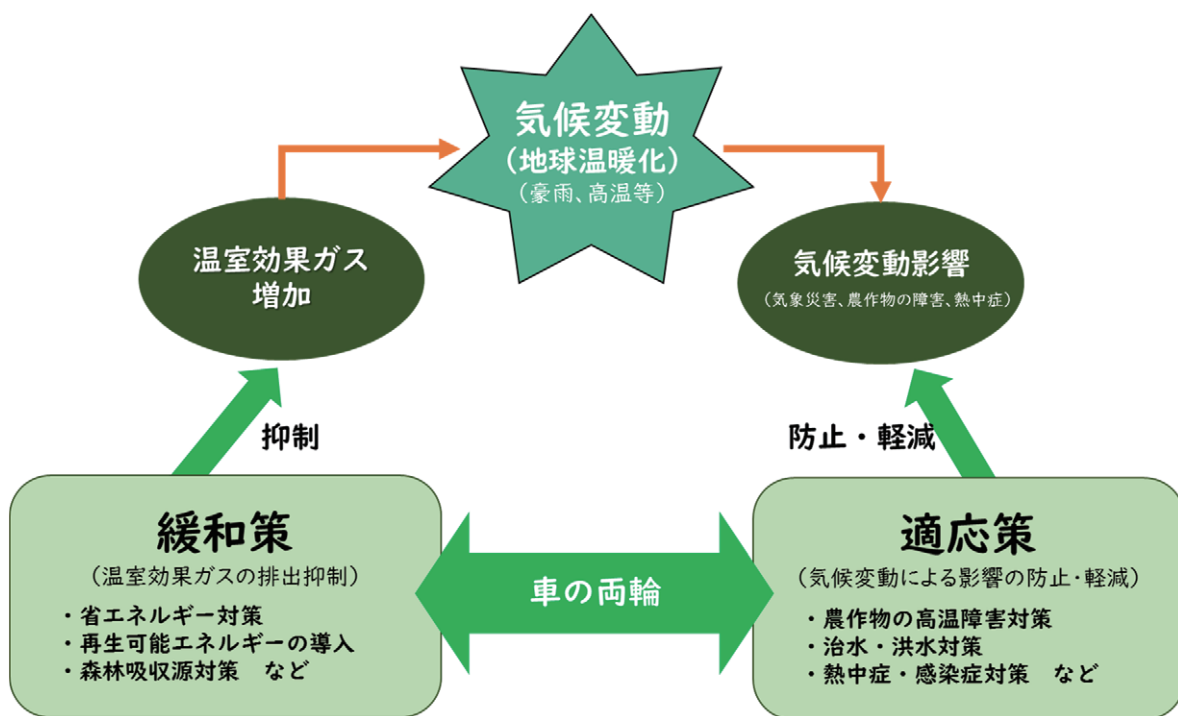 気候変動
(地球温暖化)
(豪雨、高温等)
温室効果ガス
増加
気候変動影響
(気象災害、農作物の障害、熱中症)
抑制
防止・軽減
緩和策
(温室効果ガスの排出抑制)
・省エネルギー対策
・再生可能エネルギーの導入
・森林吸収源対策　など
車の両輪
適応策
(気候変動による影響の防止・軽減)
・農作物の高温障害対策
・治水・洪水対策
・熱中症・感染症対策　など